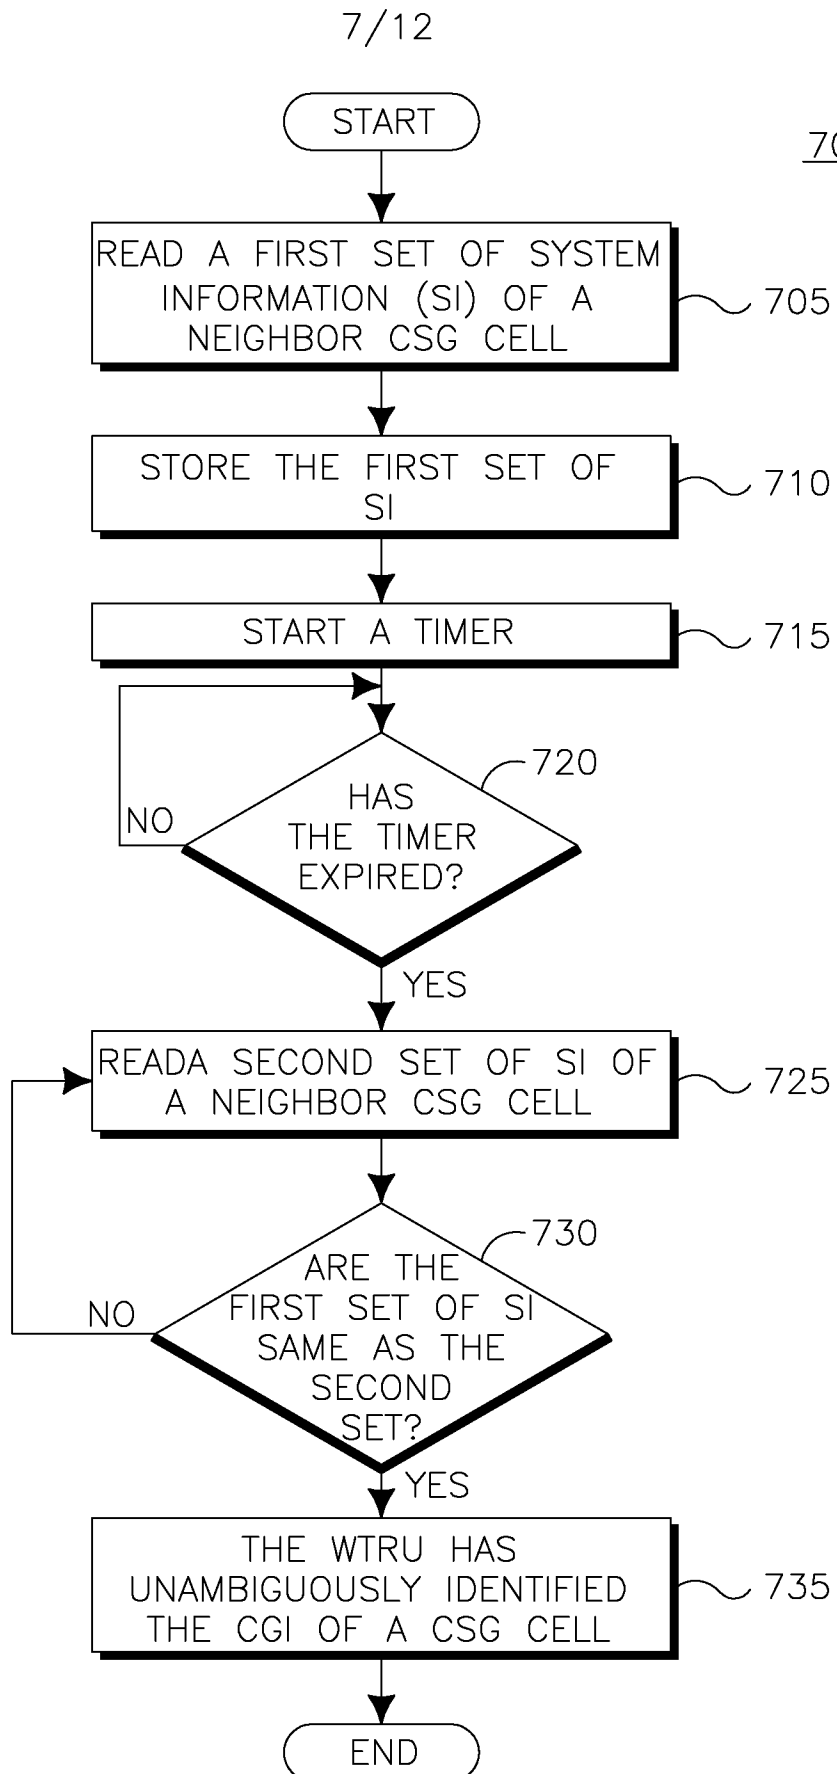 7/12
START
READ A FIRST SET OF SYSTEM
INFORMATION (SI) OF A
NEIGHBOR CSG CELL
705
STORE THE FIRST SET OF
SI
710
START A TIMER
715
720
HAS
THE TIMER
EXPIRED?
NO
YES
READA SECOND SET OF SI OF
A NEIGHBOR CSG CELL
725
730
ARE THE
FIRST SET OF SI
SAME AS THE
SECOND
SET?
NO
YES
THE WTRU HAS
UNAMBIGUOUSLY IDENTIFIED
THE CGI OF A CSG CELL
735
END